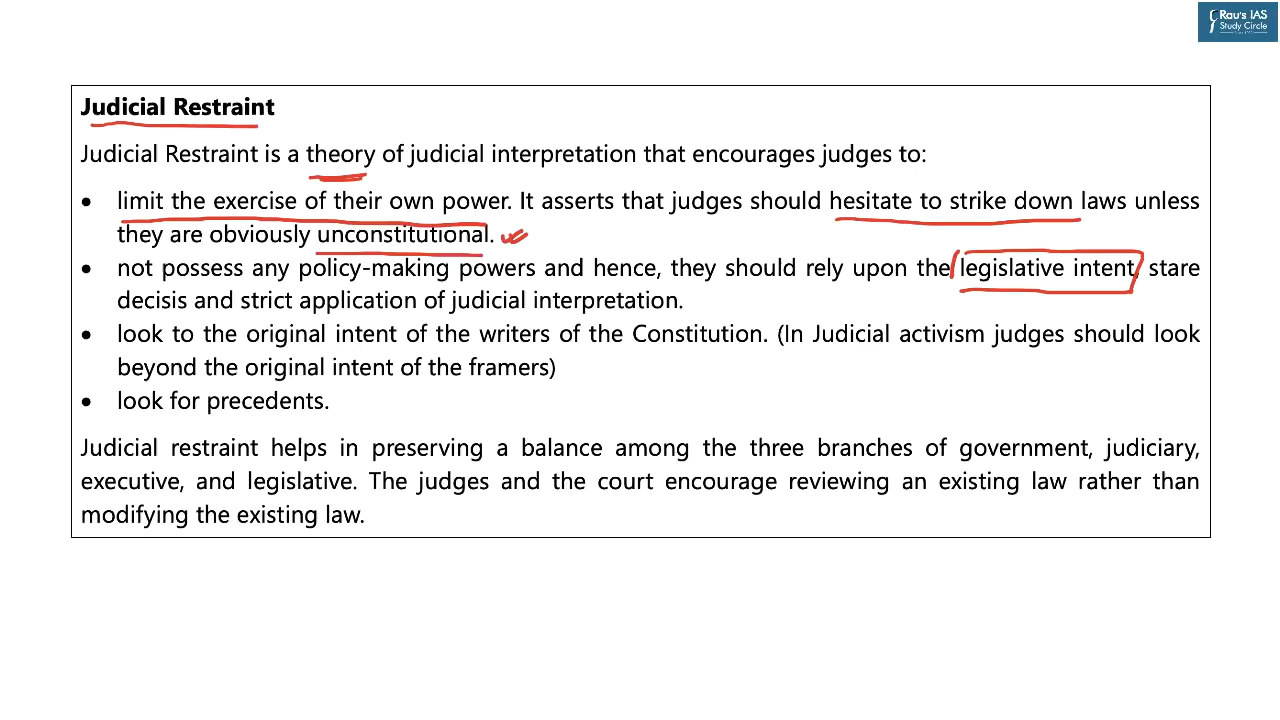 Rau's IAS
Study Circle
Judicial Restraint
Judicial Restraint is a theory of judicial interpretation that encourages judges to:
• limit the exercise of their own power. It asserts that judges should hesitate to strike down laws unless
they are obviously unconstitutional.
• not possess any policy-making powers and hence, they should rely upon the legislative intent, stare
decisis and strict application of judicial interpretation.
• look to the original intent of the writers of the Constitution. (In Judicial activism judges should look
beyond the original intent of the framers)
• look for precedents.
Judicial restraint helps in preserving a balance among the three branches of government, judiciary,
executive, and legislative. The judges and the court encourage reviewing an existing law rather than
modifying the existing law.